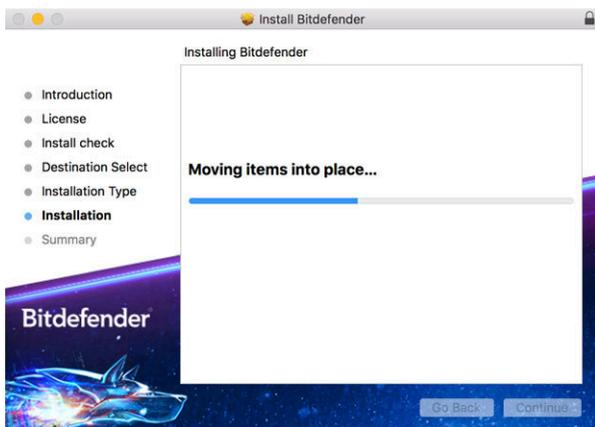 Install Bitdefender
Installing Bitdefender
Introduction
License
Install check
Destination Select
Installation Type
Installation
Summary
Moving items into place...
Bitdefender
Go Back
Continue